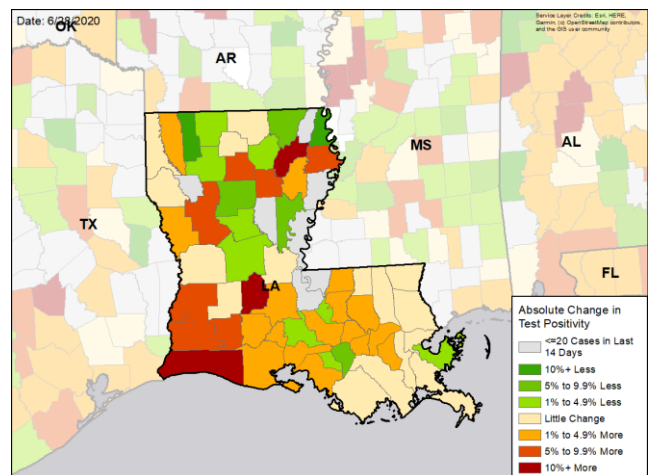 Date: 6/28/2020
Service Layer Credits: Esri, HERE,
Garmin, (c) OpenStreetMap contributors,
and the GIS user community
OK
AR
MS
AL
TX
LA
FL
Absolute Change in
Test Positivity
<=20 Cases in Last
14 Days
10%+ Less
5% to 9.9% Less
1% to 4.9% Less
Little Change
1% to 4.9% More
5% to 9.9% More
10%+ More